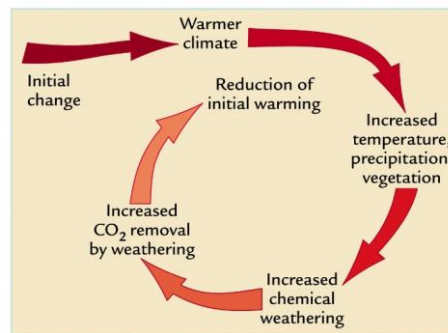 Warmer
climate
Initial
change
Reduction of
initial warming
Increased
temperature,
precipitation,
vegetation
Increased
CO₂ removal
by weathering
Increased
chemical
weathering